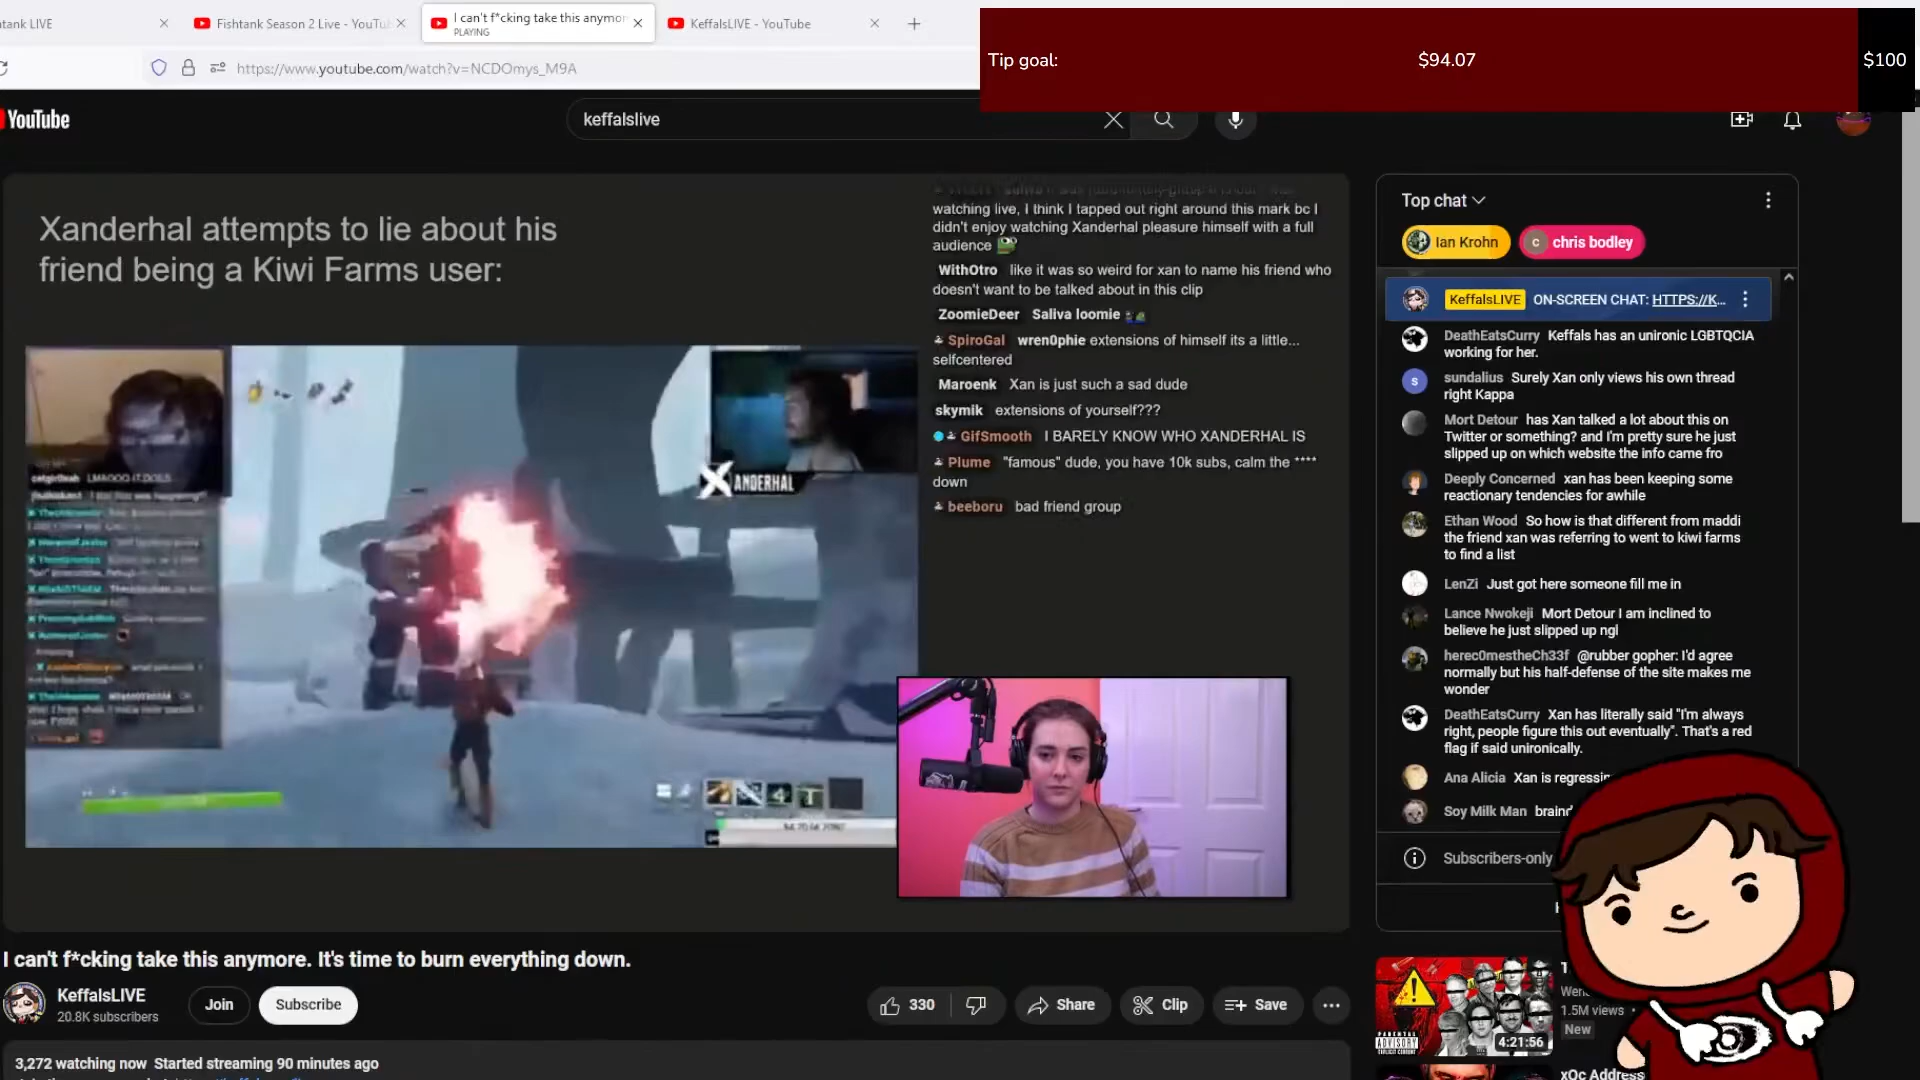 tank LIVE
Fishtank Season 2 Live - YouTu
I can't f*cking take this anymor
PLAYING
KeffalsLIVE - YouTube
https://www.youtube.com/watch?v=NCDOmys_M9A
Tip goal:
$94.07
$100
YouTube
keffalslive
Xanderhal attempts to lie about his
friend being a Kiwi Farms user:
watching live, I think I tapped out right around this mark bc I
didn't enjoy watching Xanderhal pleasure himself with a full
audience
WithOtro like it was so weird for xan to name his friend who
doesn't want to be talked about in this clip
ZoomieDeer Saliva loomie
SpiroGal wren0phie extensions of himself its a little...
selfcentered
Maroenk Xan is just such a sad dude
skymik extensions of yourself???
GifSmooth I BARELY KNOW WHO XANDERHAL IS
Plume "famous" dude, you have 10k subs, calm the ****
down
beeboru bad friend group
XANDERHAL
Top chat
Ian Krohn
c chris bodley
KeffalsLIVE ON-SCREEN CHAT: HTTPS://K...
DeathEatsCurry Keffals has an unironic LGBTQCIA
working for her.
s sundalius Surely Xan only views his own thread
right Kappa
Mort Detour has Xan talked a lot about this on
Twitter or something? and I'm pretty sure he just
slipped up on which website the info came fro
Deeply Concerned xan has been keeping some
reactionary tendencies for awhile
Ethan Wood So how is that different from maddi
the friend xan was referring to went to kiwi farms
to find a list
LenZi Just got here someone fill me in
Lance Nwokeji Mort Detour I am inclined to
believe he just slipped up ngl
herec0mestheCh33f @rubber gopher: I'd agree
normally but his half-defense of the site makes me
wonder
DeathEatsCurry Xan has literally said "I'm always
right, people figure this out eventually". That's a red
flag if said unironically.
Ana Alicia Xan is regressin
Soy Milk Man braind
Subscribers-only
I can't f*cking take this anymore. It's time to burn everything down.
KeffalsLIVE
20.8K subscribers
Join
Subscribe
330
Share
Clip
Save
3,272 watching now Started streaming 90 minutes ago
PARENTAL
ADVISORY
EXPLICIT CONTENT
4:21:56
1.5M views •
New
xQc Address